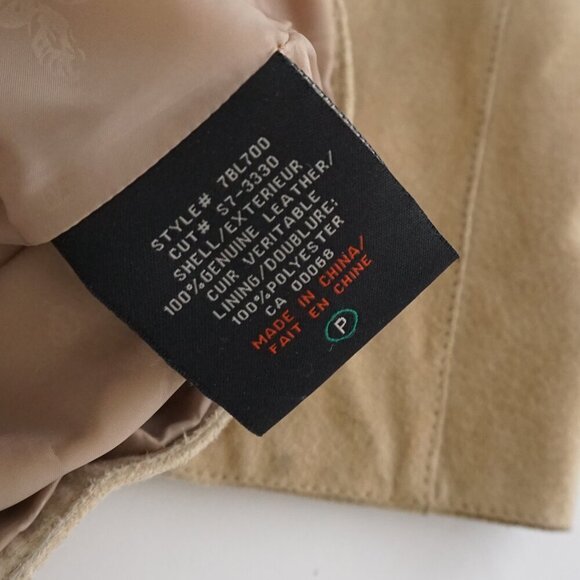 STYLE# 7BL700
CUT# S7-3330
SHELL/EXTERIEUR
100%GENUINE LEATHER/
CUIR VERITABLE
LINING/DOUBLURE:
100%POLYESTER
CA 00068
MADE IN CHINA/
FAIT EN CHINE
P